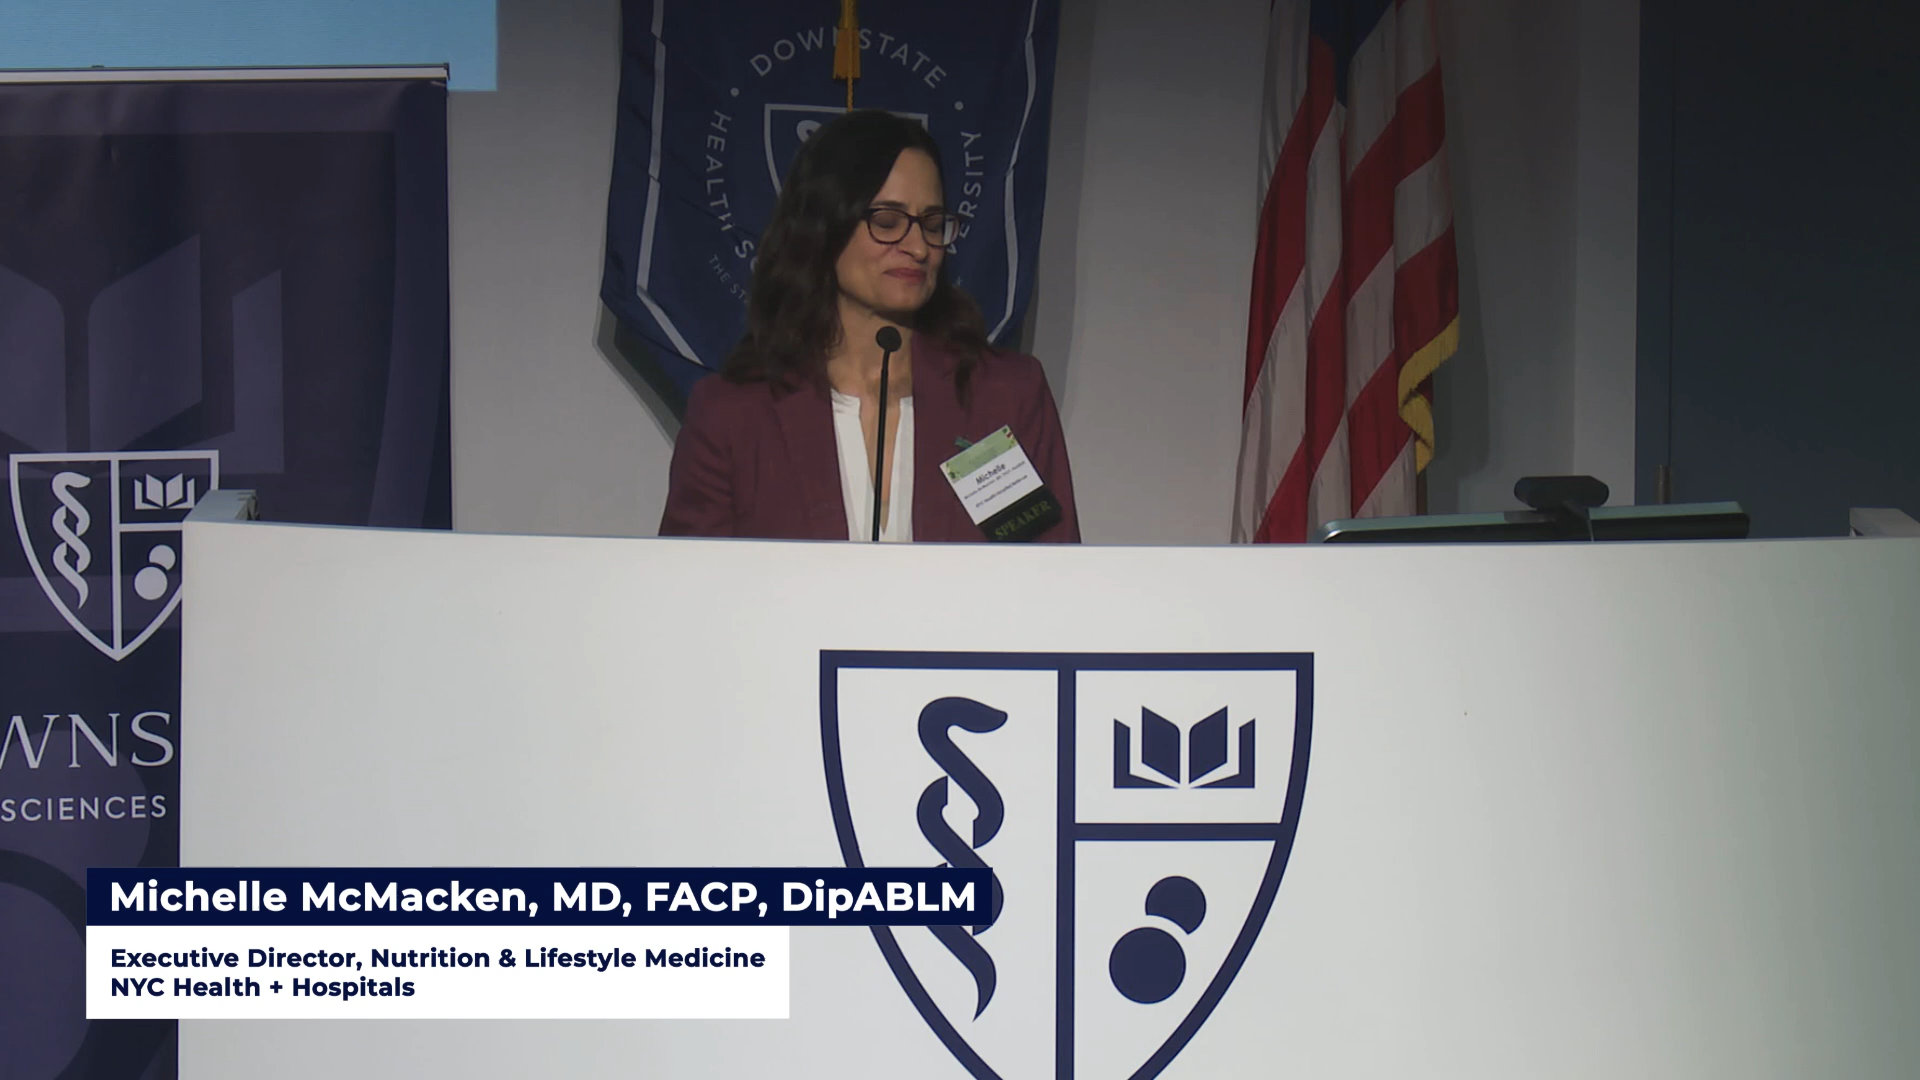 DOWNSTATE
HEALTH
Michelle
SPEAKER
WNS
SCIENCES
Michelle McMacken, MD, FACP, DipABLM
Executive Director, Nutrition & Lifestyle Medicine
NYC Health + Hospitals